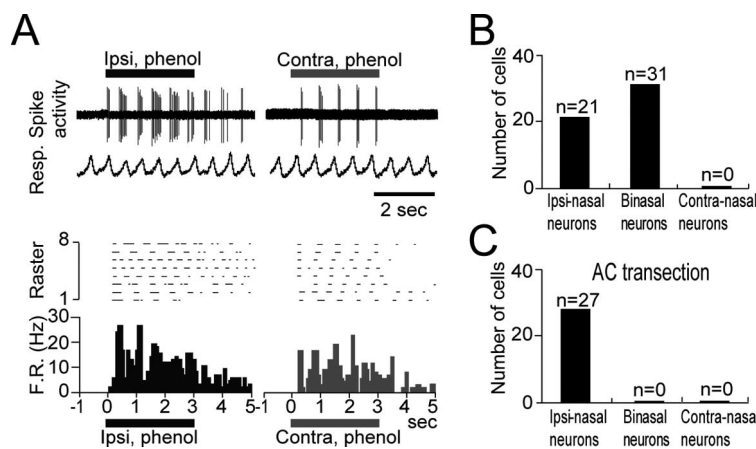 A
Ipsi, phenol
Contra, phenol
Spike activity
Resp.
2 sec
Raster
8
1
F.R. (Hz)
30
20
10
0
-1 0 1 2 3 4 5
-1 0 1 2 3 4 5
sec
Ipsi, phenol
Contra, phenol
B
Number of cells
40
20
0
n=21
n=31
n=0
Ipsi-nasal neurons
Binasal neurons
Contra-nasal neurons
C
AC transection
Number of cells
40
20
0
n=27
n=0
n=0
Ipsi-nasal neurons
Binasal neurons
Contra-nasal neurons